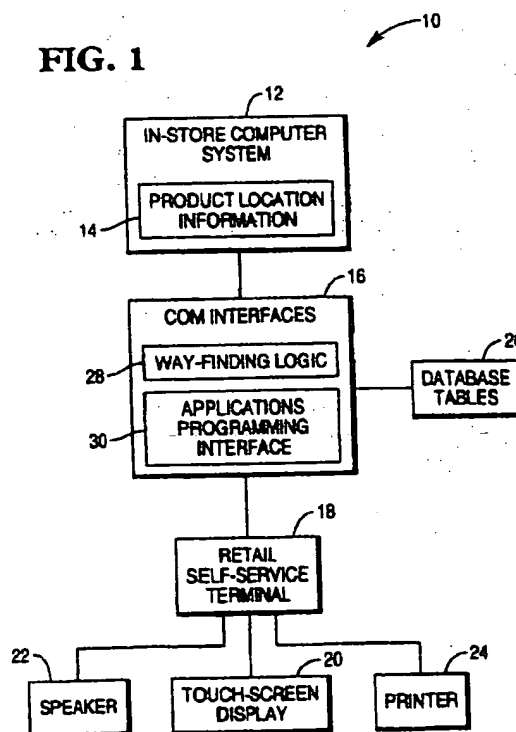 FIG. 1
10
12
IN-STORE COMPUTER
SYSTEM
PRODUCT LOCATION
INFORMATION
14
16
COM INTERFACES
28
WAY-FINDING LOGIC
30
APPLICATIONS
PROGRAMMING
INTERFACE
DATABASE
TABLES
18
RETAIL
SELF-SERVICE
TERMINAL
22
20
24
SPEAKER
TOUCH-SCREEN
DISPLAY
PRINTER